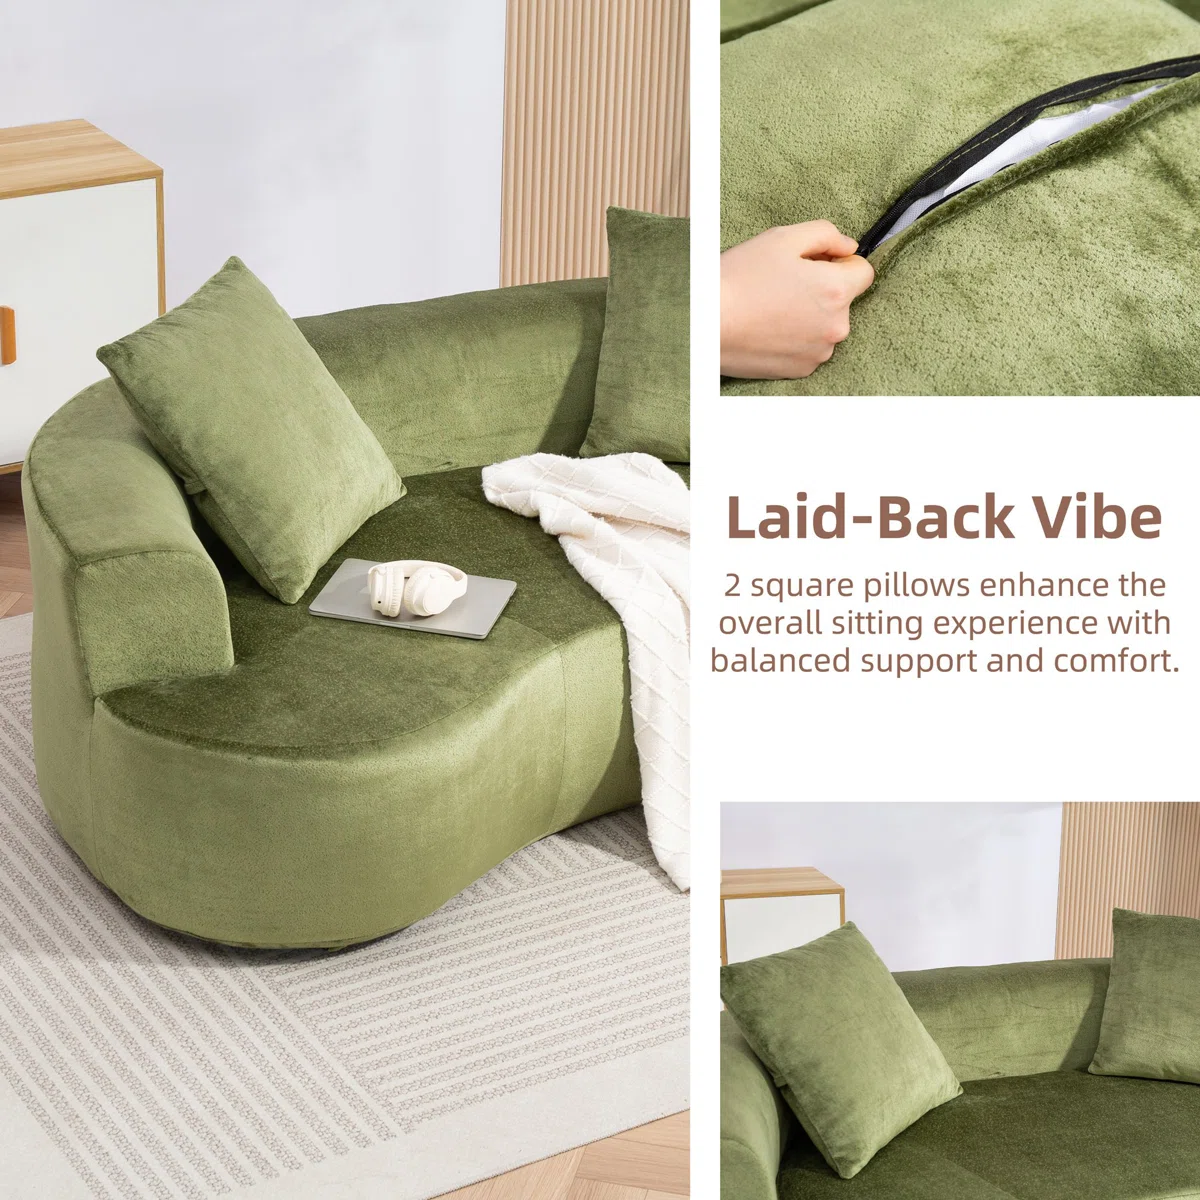 Laid-Back Vibe
2 square pillows enhance the
overall sitting experience with
balanced support and comfort.